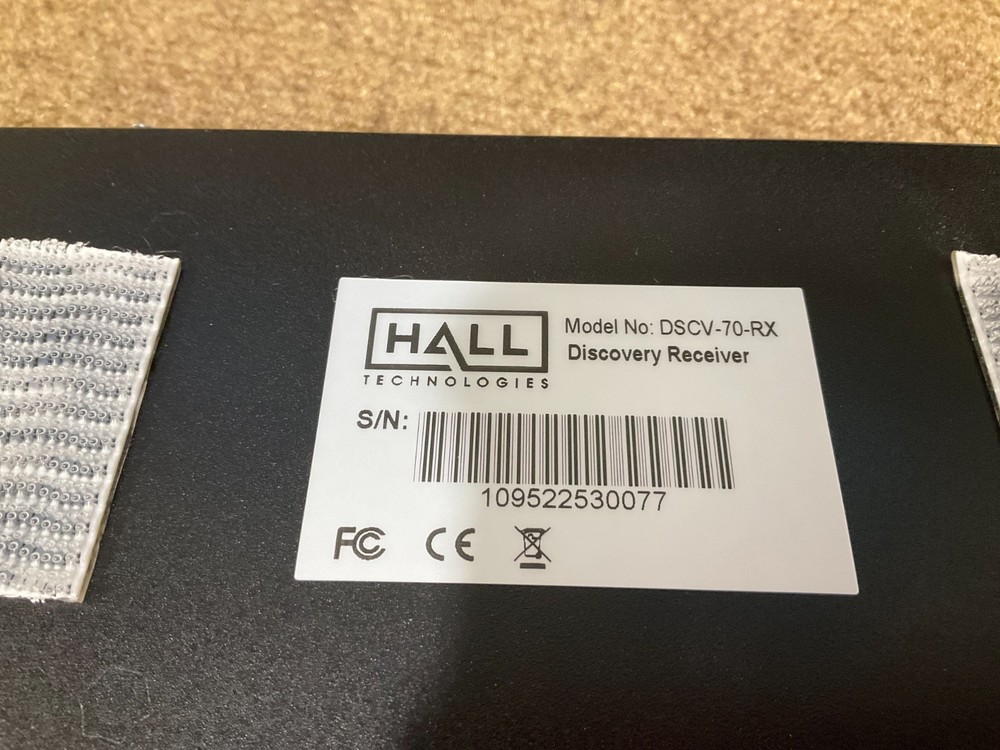 HALL
TECHNOLOGIES
Model No: DSCV-70-RX
Discovery Receiver
S/N:
109522530077
FC CE